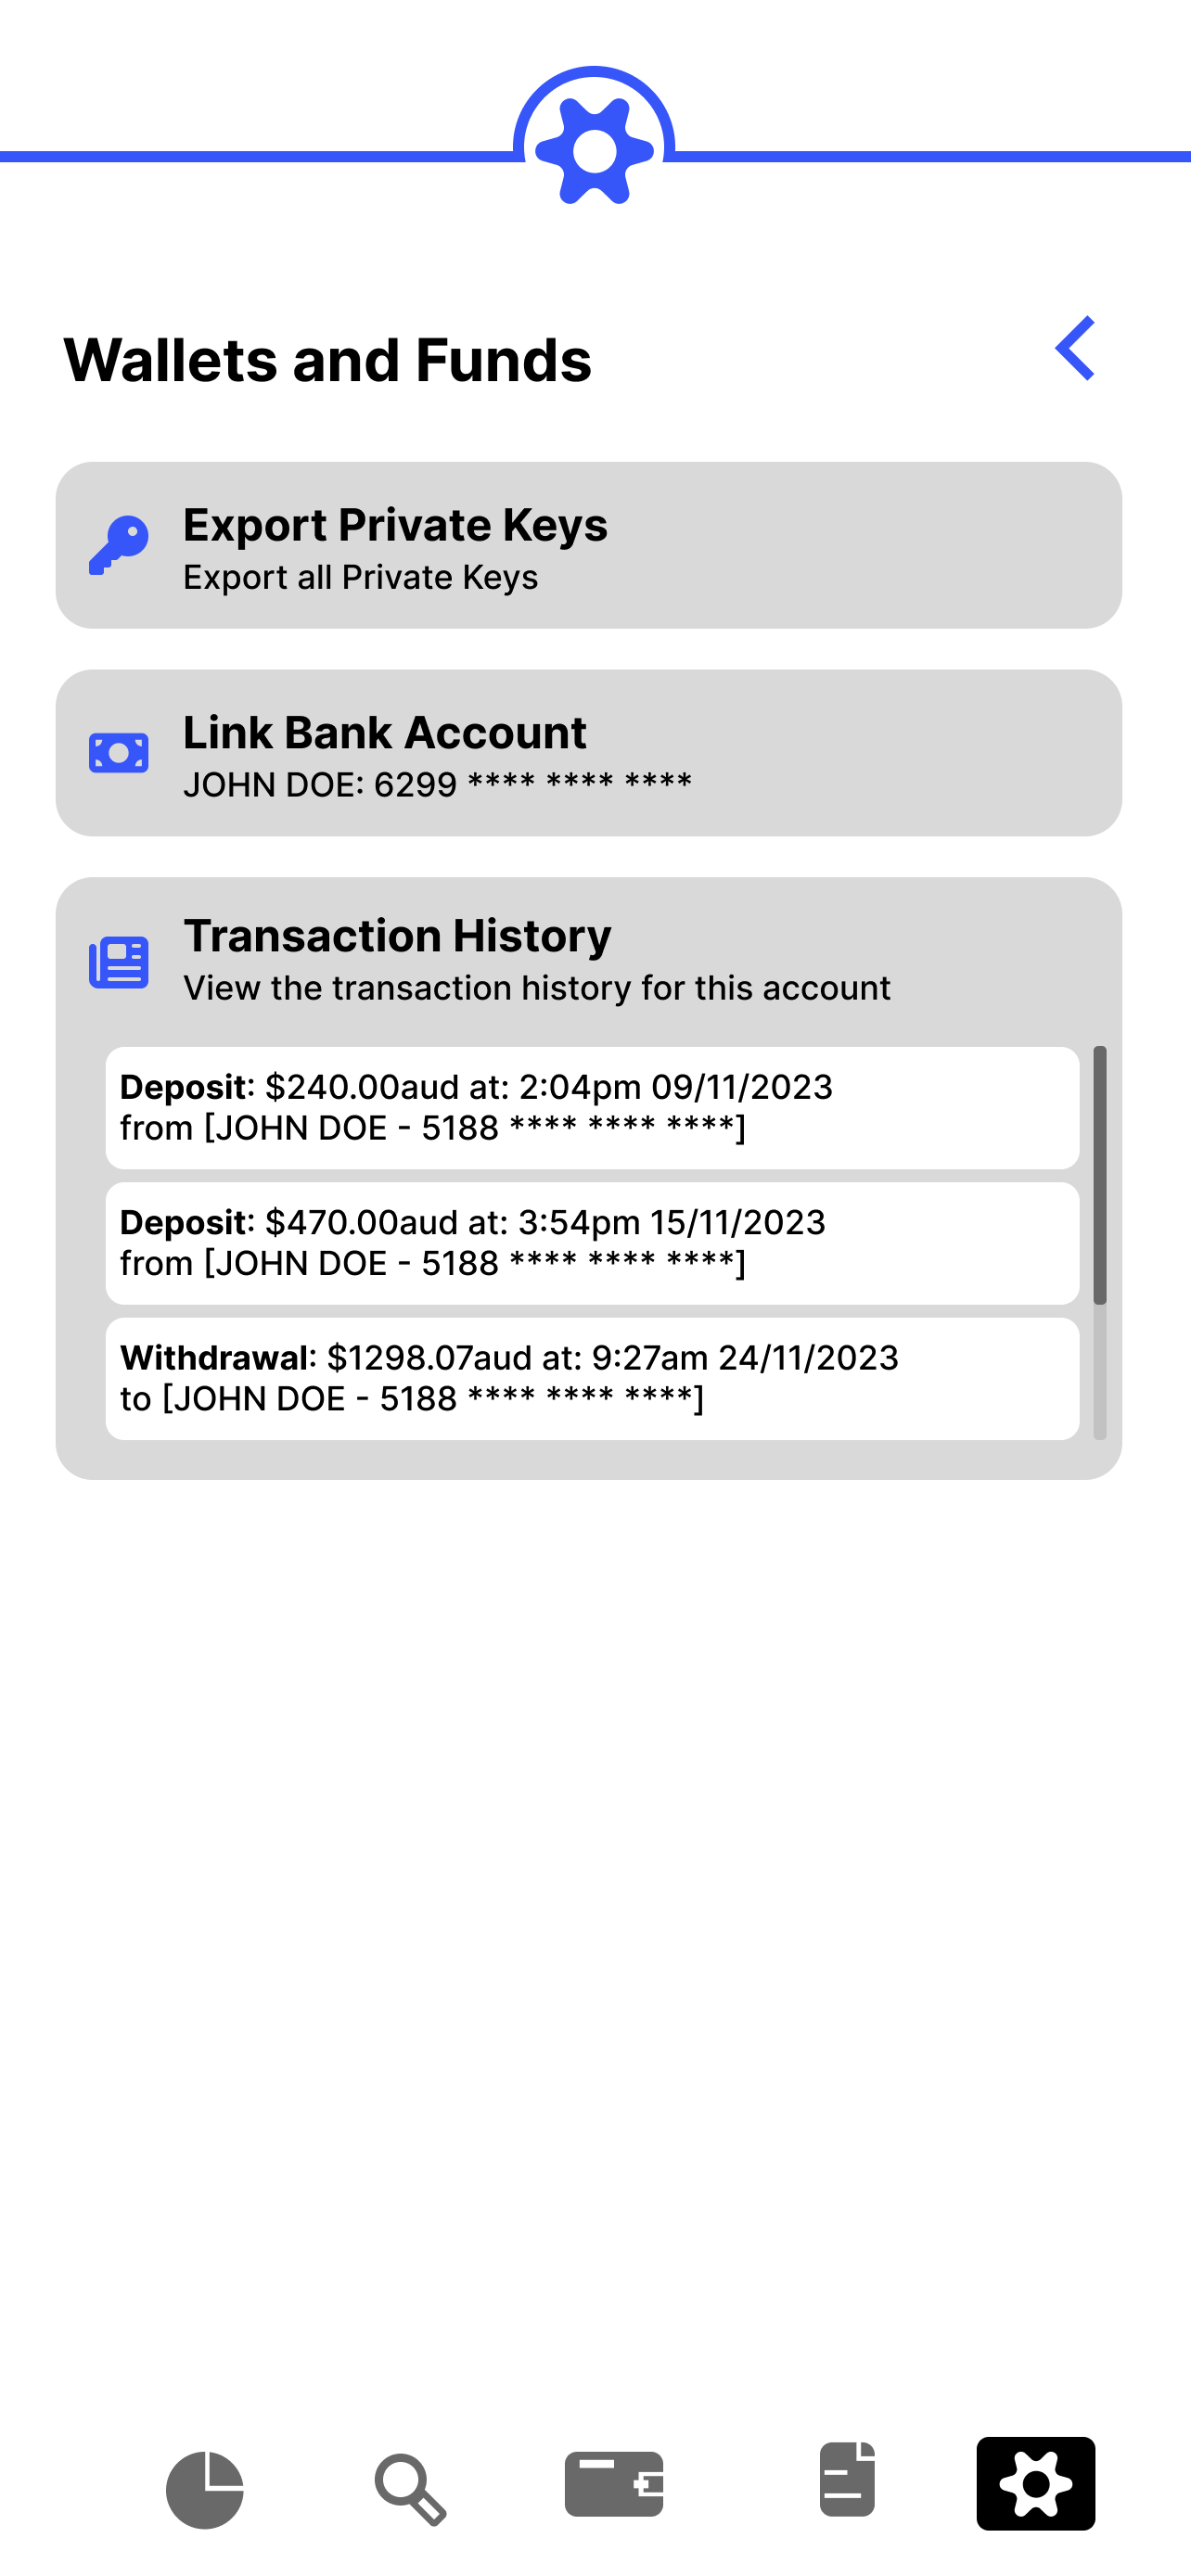 Wallets and Funds
Export Private Keys
Export all Private Keys
Link Bank Account
JOHN DOE: 6299 **** **** ****
Transaction History
View the transaction history for this account
Deposit: $240.00aud at: 2:04pm 09/11/2023
from [JOHN DOE - 5188 **** **** ****]
Deposit: $470.00aud at: 3:54pm 15/11/2023
from [JOHN DOE - 5188 **** **** ****]
Withdrawal: $1298.07aud at: 9:27am 24/11/2023
to [JOHN DOE - 5188 **** **** ****]